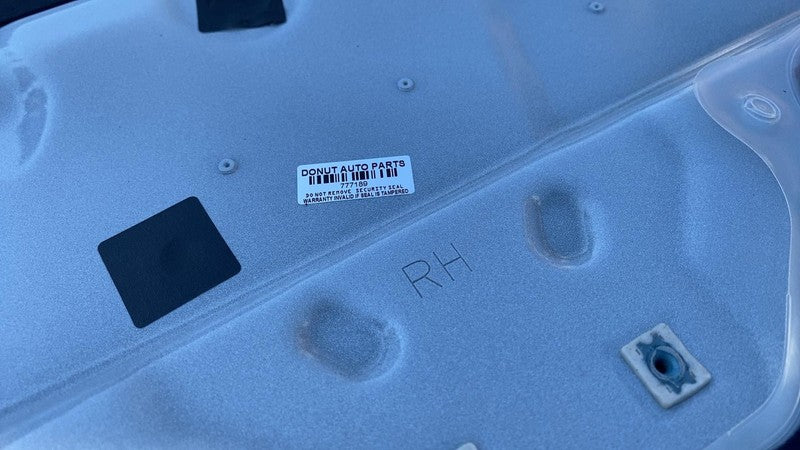 DONUT AUTO PARTS
777189
DO NOT REMOVE SECURITY SEAL
WARRANTY INVALID IF SEAL IS TAMPERED
RH